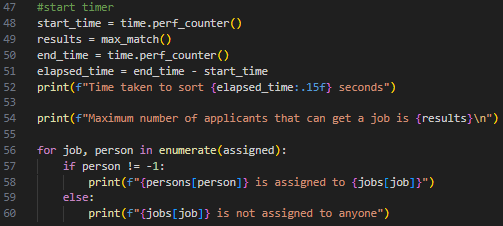 47 #start timer
48 start_time = time.perf_counter()
49 results = max_match()
50 end_time = time.perf_counter()
51 elapsed_time = end_time - start_time
52 print(f"Time taken to sort {elapsed_time:.15f} seconds")
53
54 print(f"Maximum number of applicants that can get a job is {results}\n")
55
56 for job, person in enumerate(assigned):
57     if person != -1:
58         print(f"{persons[person]} is assigned to {jobs[job]}")
59     else:
60         print(f"{jobs[job]} is not assigned to anyone")